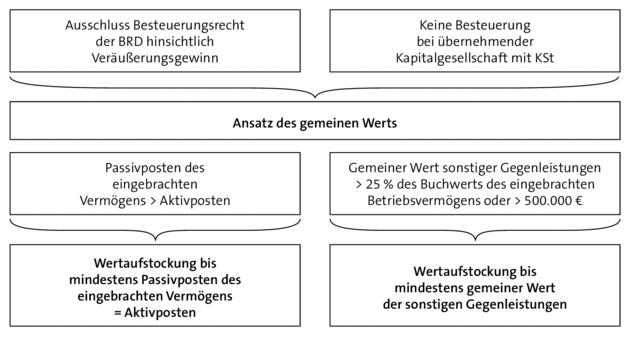 Ausschluss Besteuerungsrecht
der BRD hinsichtlich
Veräußerungsgewinn
Keine Besteuerung
bei übernehmender
Kapitalgesellschaft mit KSt
Ansatz des gemeinen Werts
Passivposten des
eingebrachten
Vermögens > Aktivposten
Gemeiner Wert sonstiger Gegenleistungen
> 25 % des Buchwerts des eingebrachten
Betriebsvermögens oder > 500.000 €
Wertaufstockung bis
mindestens Passivposten des
eingebrachten Vermögens
= Aktivposten
Wertaufstockung bis
mindestens gemeiner Wert
der sonstigen Gegenleistungen